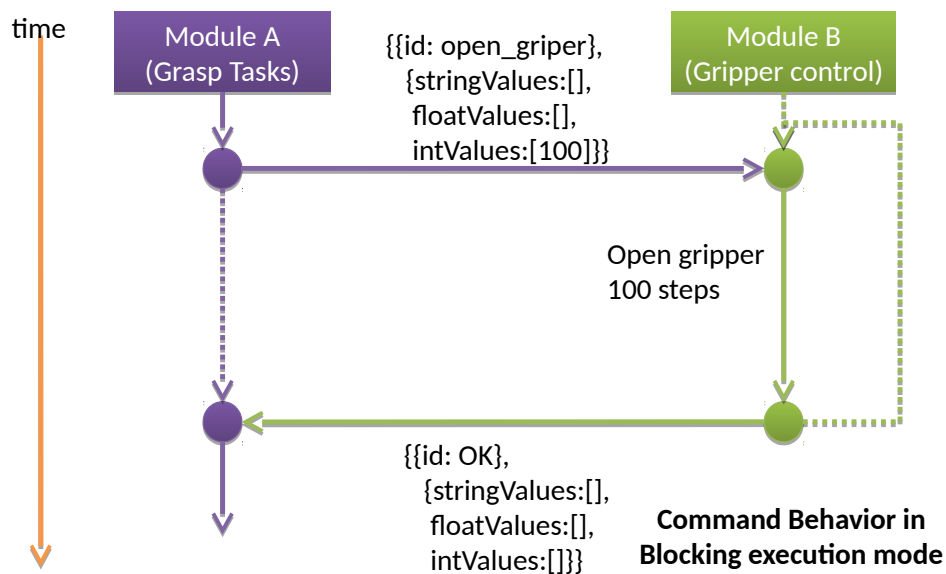 time
Module A
(Grasp Tasks)
{{id: open_griper},
{stringValues:[],
floatValues:[],
intValues:[100]}}
Module B
(Gripper control)
Open gripper
100 steps
{{id: OK},
{stringValues:[],
floatValues:[],
intValues:[]}}
Command Behavior in
Blocking execution mode